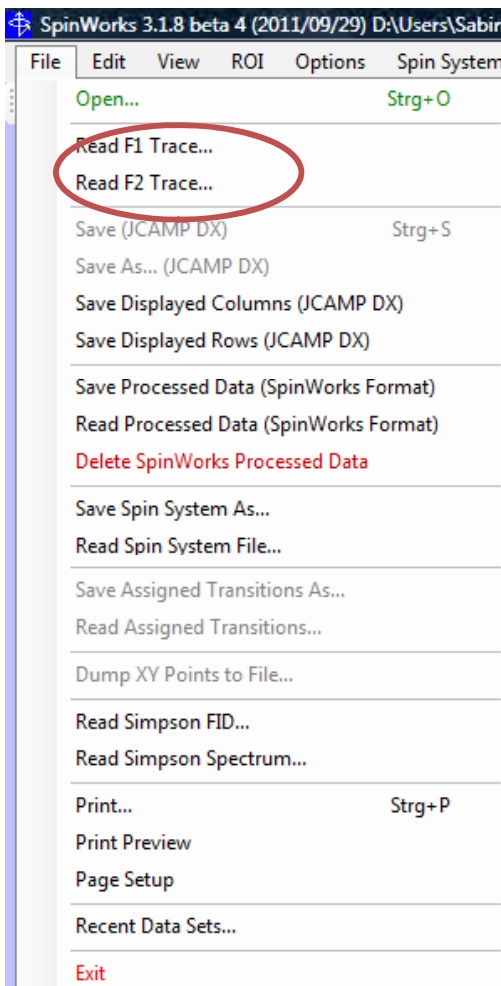 SpinWorks 3.1.8 beta 4 (2011/09/29) D:\Users\Sabin
File Edit View ROI Options Spin System
Open... Strg+O
Read F1 Trace...
Read F2 Trace...
Save (JCAMP DX) Strg+S
Save As... (JCAMP DX)
Save Displayed Columns (JCAMP DX)
Save Displayed Rows (JCAMP DX)
Save Processed Data (SpinWorks Format)
Read Processed Data (SpinWorks Format)
Delete SpinWorks Processed Data
Save Spin System As...
Read Spin System File...
Save Assigned Transitions As...
Read Assigned Transitions...
Dump XY Points to File...
Read Simpson FID...
Read Simpson Spectrum...
Print... Strg+P
Print Preview
Page Setup
Recent Data Sets...
Exit